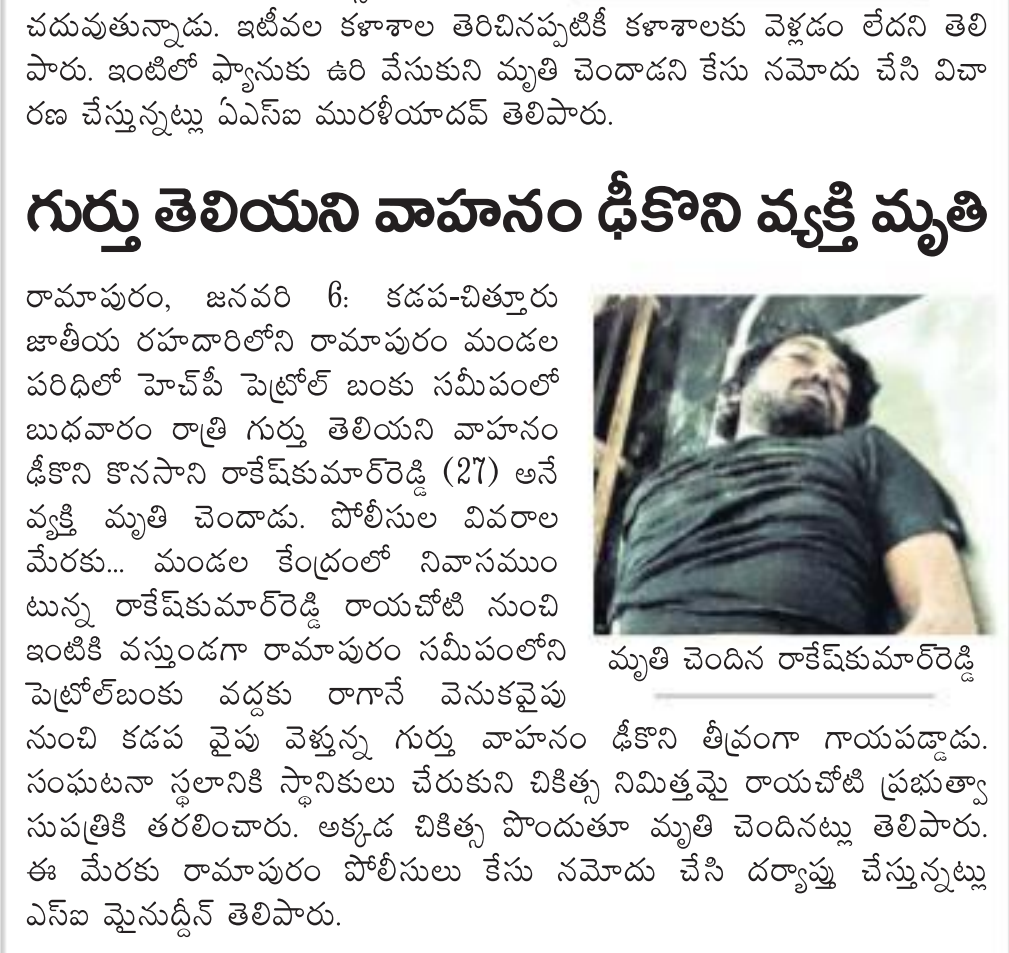 చదువుతున్నాడు. ఇటీవల కళాశాల తెరిచినప్పటికీ కళాశాలకు వెళ్లడం లేదని తెలి
పారు. ఇంటిలో ఫ్యానుకు ఉరి వేసుకుని మృతి చెందాడని కేసు నమోదు చేసి విచా
రణ చేస్తున్నట్లు ఏఎస్ఐ మురళీయాదవ్ తెలిపారు.
గుర్తు తెలియని వాహనం ఢీకొని వ్యక్తి మృతి
రామాపురం, జనవరి 6: కడప-చిత్తూరు
జాతీయ రహదారిలోని రామాపురం మండల
పరిధిలో హెచ్‌పీ పెట్రోల్ బంకు సమీపంలో
బుధవారం రాత్రి గుర్తు తెలియని వాహనం
ఢీకొని కొనసాని రాకేష్‌కుమార్‌రెడ్డి (27) అనే
వ్యక్తి మృతి చెందాడు. పోలీసుల వివరాల
మేరకు... మండల కేంద్రంలో నివాసముం
టున్న రాకేష్‌కుమార్‌రెడ్డి రాయచోటి నుంచి
ఇంటికి వస్తుండగా రామాపురం సమీపంలోని
పెట్రోల్‌బంకు వద్దకు రాగానే వెనుకవైపు
నుంచి కడప వైపు వెళ్తున్న గుర్తు వాహనం ఢీకొని తీవ్రంగా గాయపడ్డాడు.
సంఘటనా స్థలానికి స్థానికులు చేరుకుని చికిత్స నిమిత్తమై రాయచోటి ప్రభుత్వా
సుపత్రికి తరలించారు. అక్కడ చికిత్స పొందుతూ మృతి చెందినట్లు తెలిపారు.
ఈ మేరకు రామాపురం పోలీసులు కేసు నమోదు చేసి దర్యాప్తు చేస్తున్నట్లు
ఎస్ఐ మైనుద్దీన్ తెలిపారు.
మృతి చెందిన రాకేష్‌కుమార్‌రెడ్డి